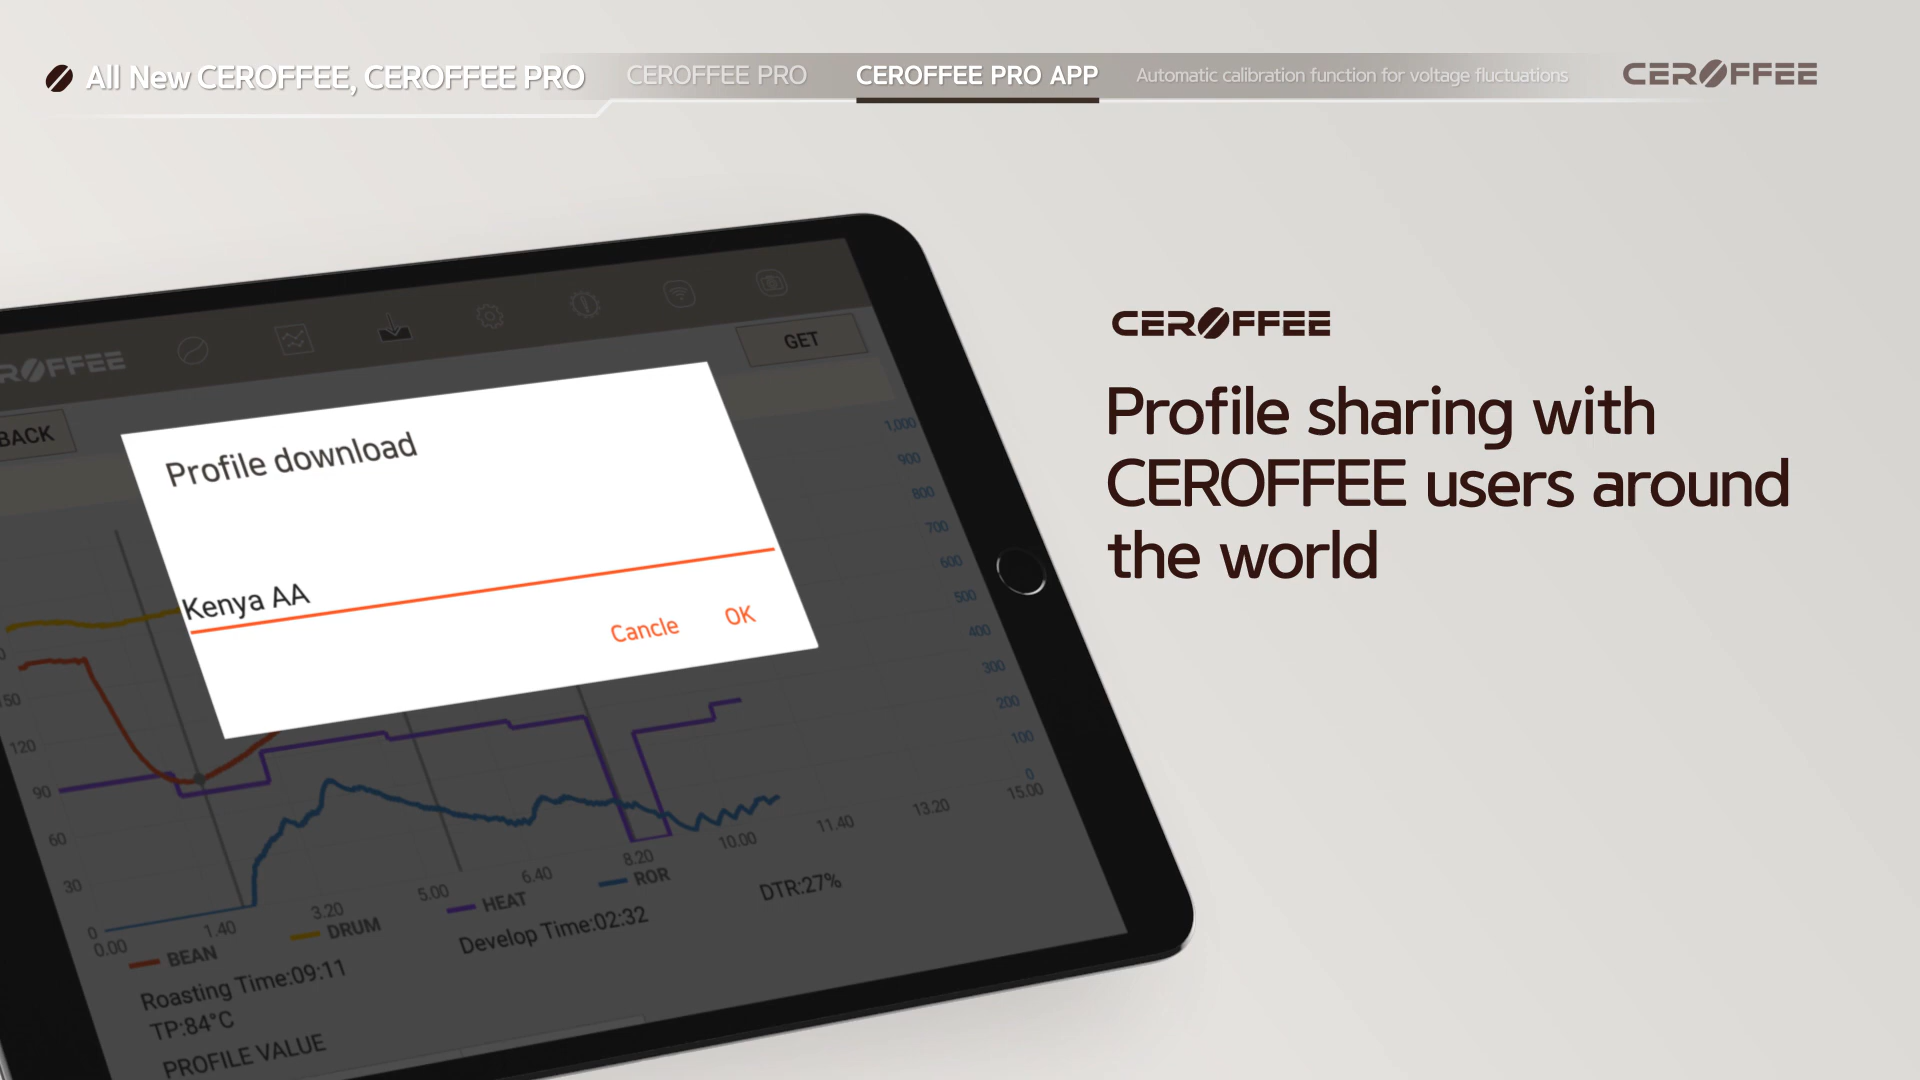 All New CEROFFEE, CEROFFEE PRO
CEROFFEE PRO
CEROFFEE PRO APP
Automatic calibration function for voltage fluctuations
CEROFFEE
CEROFFEE
Profile sharing with
CEROFFEE users around
the world
ROFFEE
BACK
GET
Profile download
Kenya AA
Cancle
OK
1,000
900
800
700
600
500
400
300
200
100
0
0
150
120
90
60
30
0
0.00
1.40
3.20
5.00
6.40
8.20
10.00
11.40
13.20
15.00
BEAN
DRUM
HEAT
ROR
Roasting Time:09:11
Develop Time:02:32
DTR:27%
TP:84°C
PROFILE VALUE